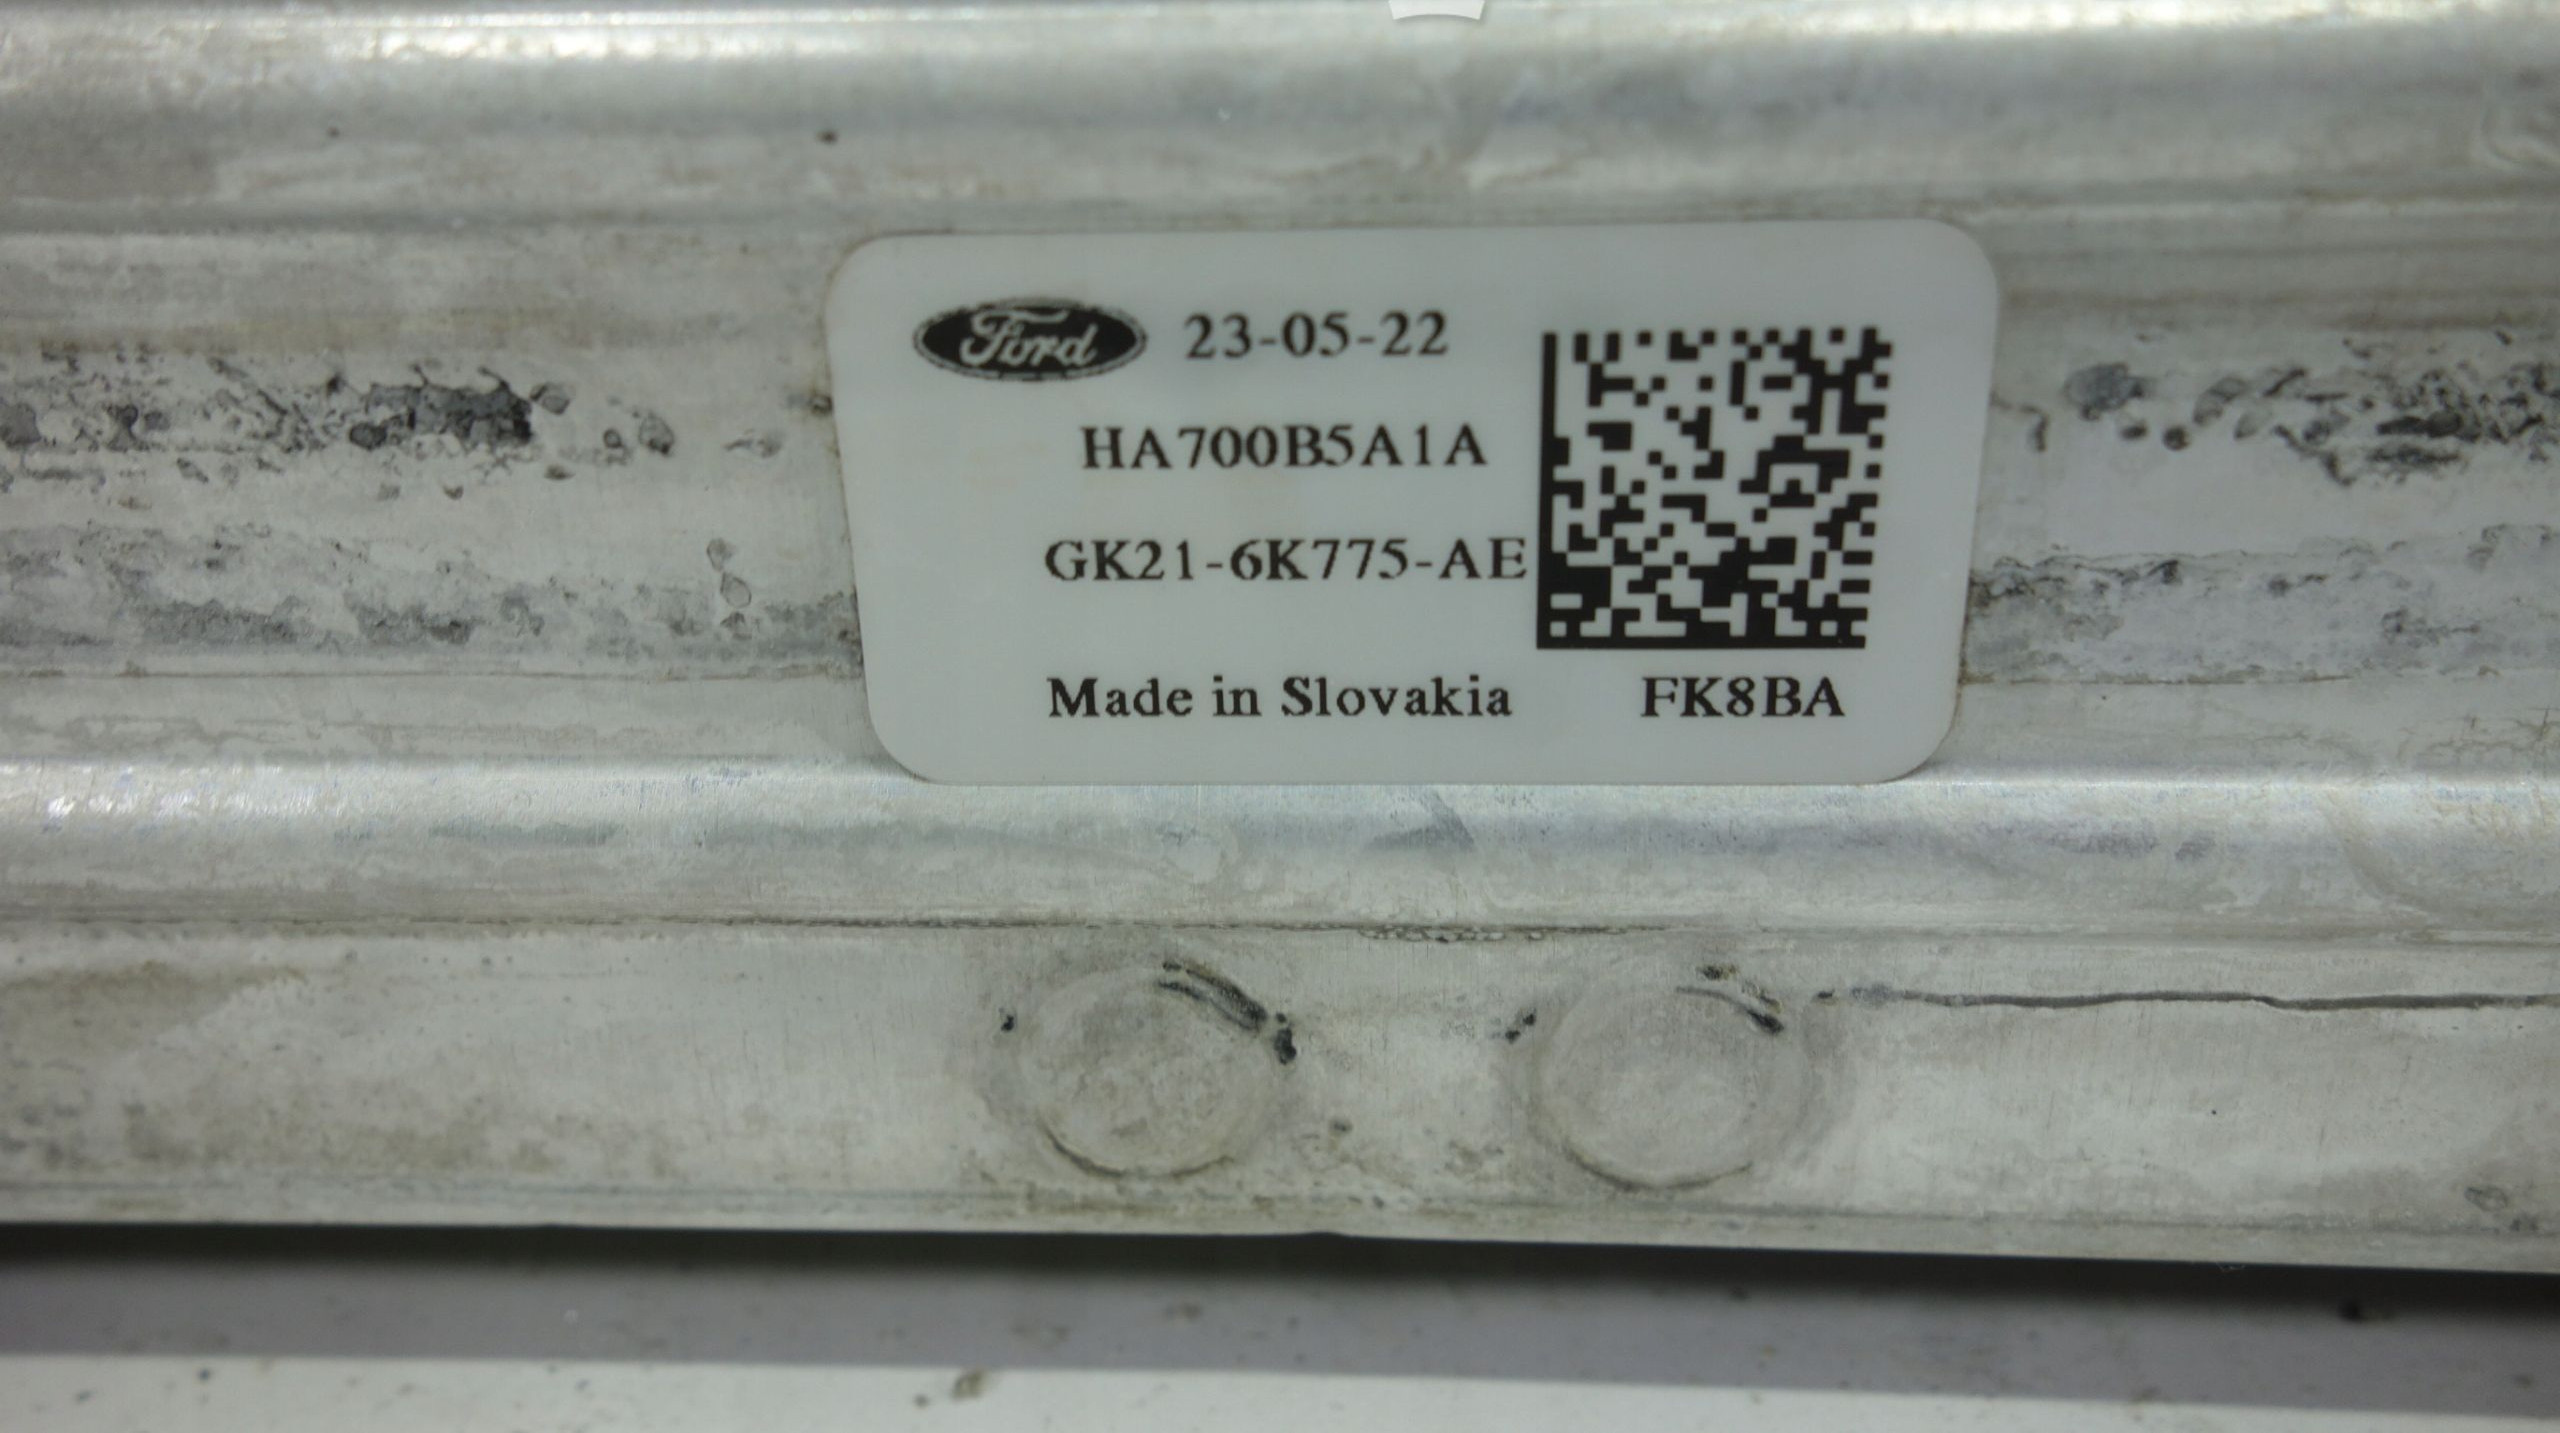 Ford 23-05-22
HA700B5A1A
GK21-6K775-AE
Made in Slovakia FK8BA